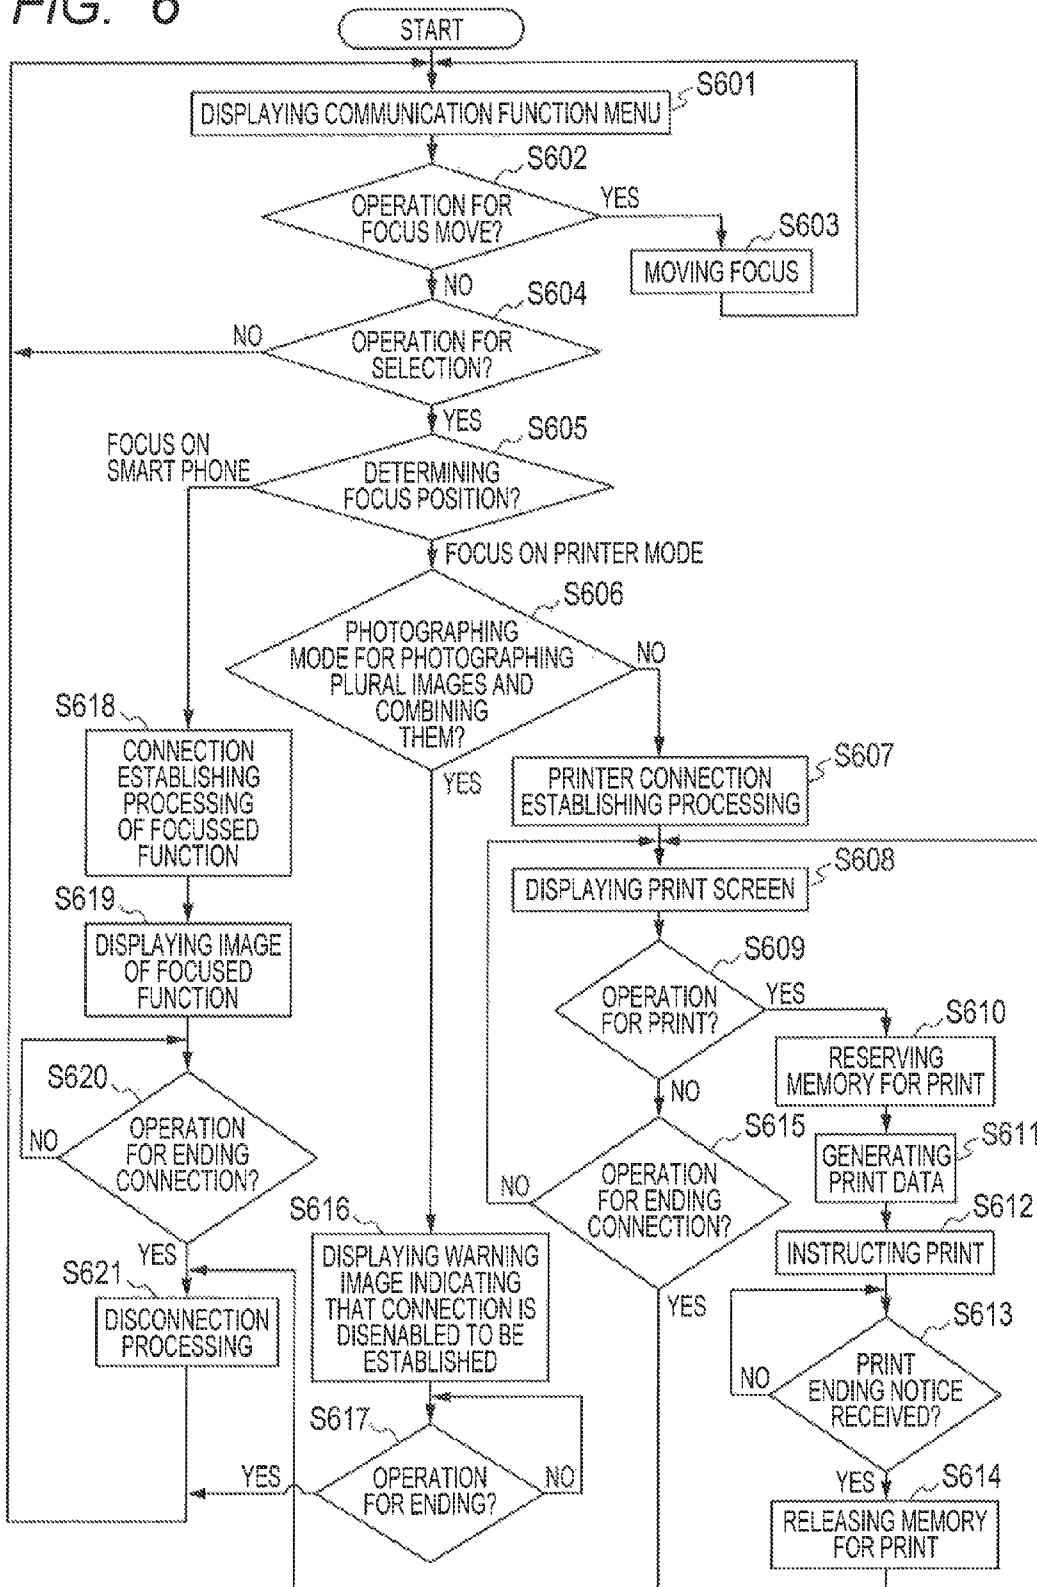 FIG. 6
START
S601
DISPLAYING COMMUNICATION FUNCTION MENU
S602
OPERATION FOR
FOCUS MOVE?
YES
S603
MOVING FOCUS
NO
S604
NO
OPERATION FOR
SELECTION?
YES
S605
FOCUS ON
SMART PHONE
DETERMINING
FOCUS POSITION?
FOCUS ON PRINTER MODE
S606
PHOTOGRAPHING
MODE FOR PHOTOGRAPHING
PLURAL IMAGES AND
COMBINING
THEM?
NO
YES
S618
CONNECTION
ESTABLISHING
PROCESSING
OF FOCUSSED
FUNCTION
S607
PRINTER CONNECTION
ESTABLISHING PROCESSING
S608
DISPLAYING PRINT SCREEN
S619
DISPLAYING IMAGE
OF FOCUSED
FUNCTION
S609
OPERATION
FOR PRINT?
YES
S610
RESERVING
MEMORY FOR PRINT
NO
S620
OPERATION
FOR ENDING
CONNECTION?
NO
YES
S615
OPERATION
FOR ENDING
CONNECTION?
NO
YES
S611
GENERATING
PRINT DATA
S612
INSTRUCTING PRINT
S616
DISPLAYING WARNING
IMAGE INDICATING
THAT CONNECTION IS
DISENABLED TO BE
ESTABLISHED
S621
DISCONNECTION
PROCESSING
S613
PRINT
ENDING NOTICE
RECEIVED?
NO
YES
S617
OPERATION
FOR ENDING?
YES
NO
S614
RELEASING MEMORY
FOR PRINT